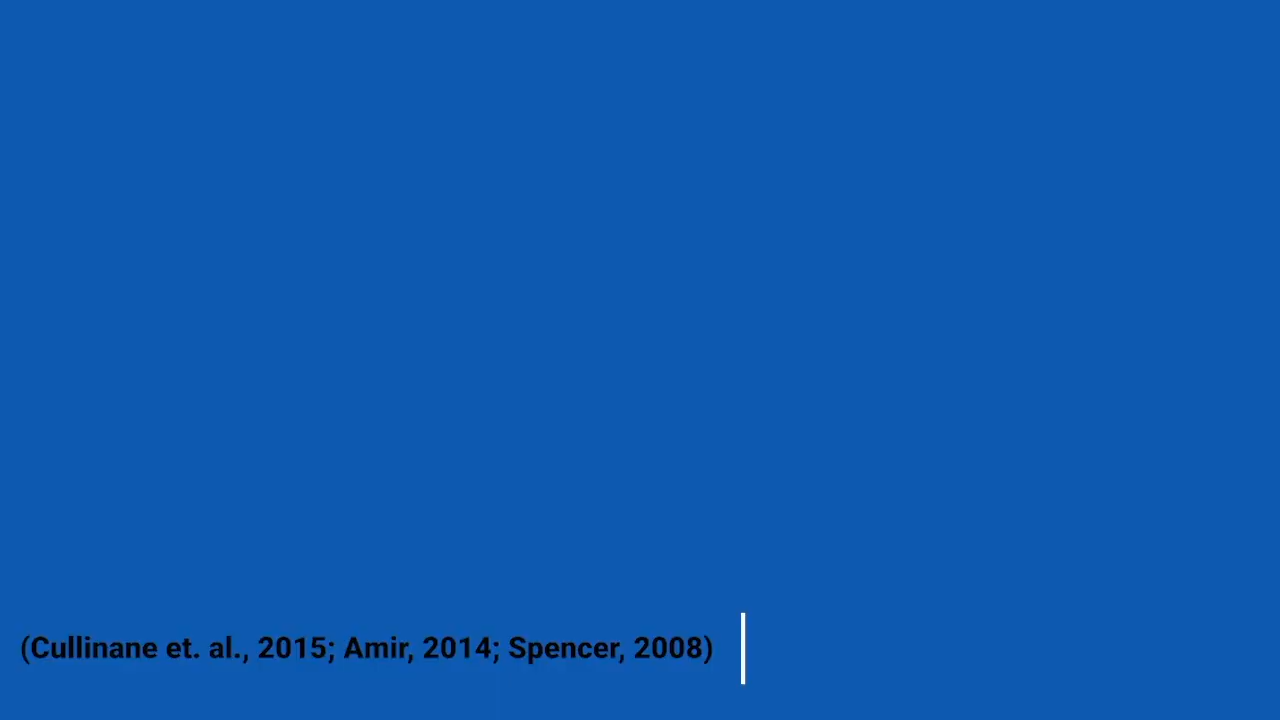 (Cullinane et. al., 2015; Amir, 2014; Spencer, 2008)